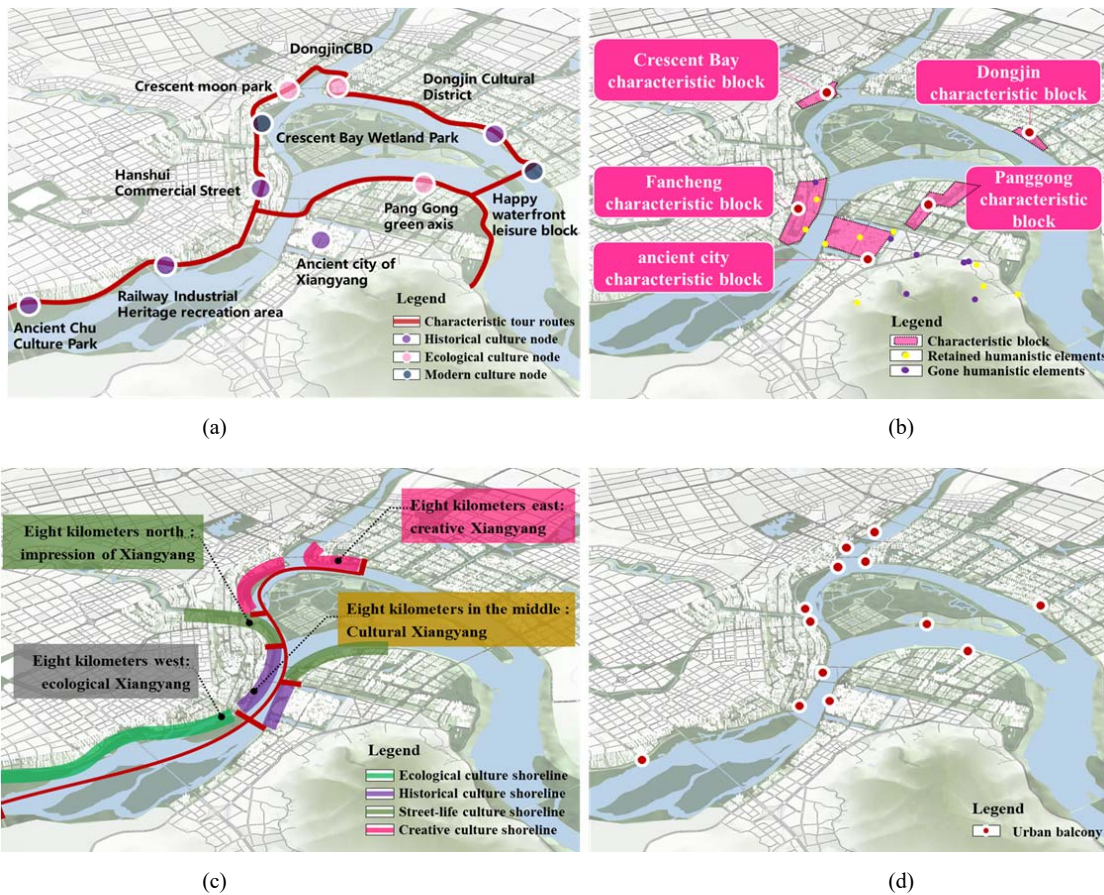 DongjinCBD
Crescent moon park
Dongjin Cultural
District
Crescent Bay Wetland Park
Hanshui
Commercial Street
Pang Gong
green axis
Happy
waterfront
leisure block
Ancient city of
Xiangyang
Railway Industrial
Heritage recreation area
Ancient Chu
Culture Park
Legend
Characteristic tour routes
Historical culture node
Ecological culture node
Modern culture node
(a)
Crescent Bay
characteristic block
Dongjin
characteristic block
Fancheng
characteristic block
Panggong
characteristic
block
ancient city
characteristic block
Legend
Characteristic block
Retained humanistic elements
Gone humanistic elements
(b)
Eight kilometers east:
creative Xiangyang
Eight kilometers north :
impression of Xiangyang
Eight kilometers in the middle :
Cultural Xiangyang
Eight kilometers west:
ecological Xiangyang
Legend
Ecological culture shoreline
Historical culture shoreline
Street-life culture shoreline
Creative culture shoreline
(c)
Legend
Urban balcony
(d)